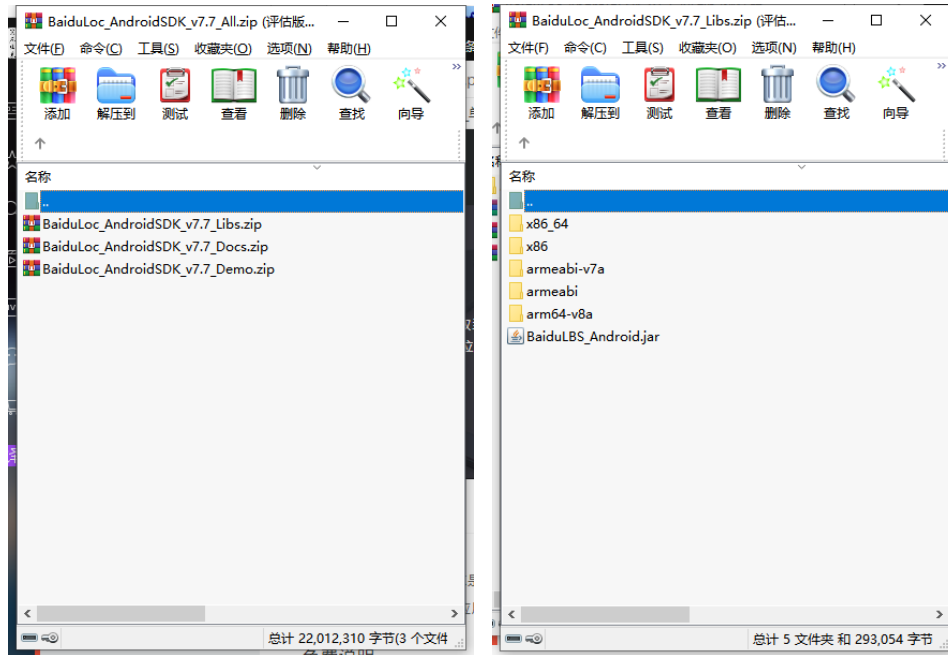 BaiduLoc_AndroidSDK_v7.7_All.zip (评估版...
文件(F) 命令(C) 工具(S) 收藏夹(O) 选项(N) 帮助(H)
添加 解压到 测试 查看 删除 查找 向导
名称
..
BaiduLoc_AndroidSDK_v7.7_Libs.zip
BaiduLoc_AndroidSDK_v7.7_Docs.zip
BaiduLoc_AndroidSDK_v7.7_Demo.zip
总计 22,012,310 字节(3 个文件
BaiduLoc_AndroidSDK_v7.7_Libs.zip (评估...
文件(F) 命令(C) 工具(S) 收藏夹(O) 选项(N) 帮助(H)
添加 解压到 测试 查看 删除 查找 向导
名称
..
x86_64
x86
armeabi-v7a
armeabi
arm64-v8a
BaiduLBS_Android.jar
总计 5 文件夹 和 293,054 字节